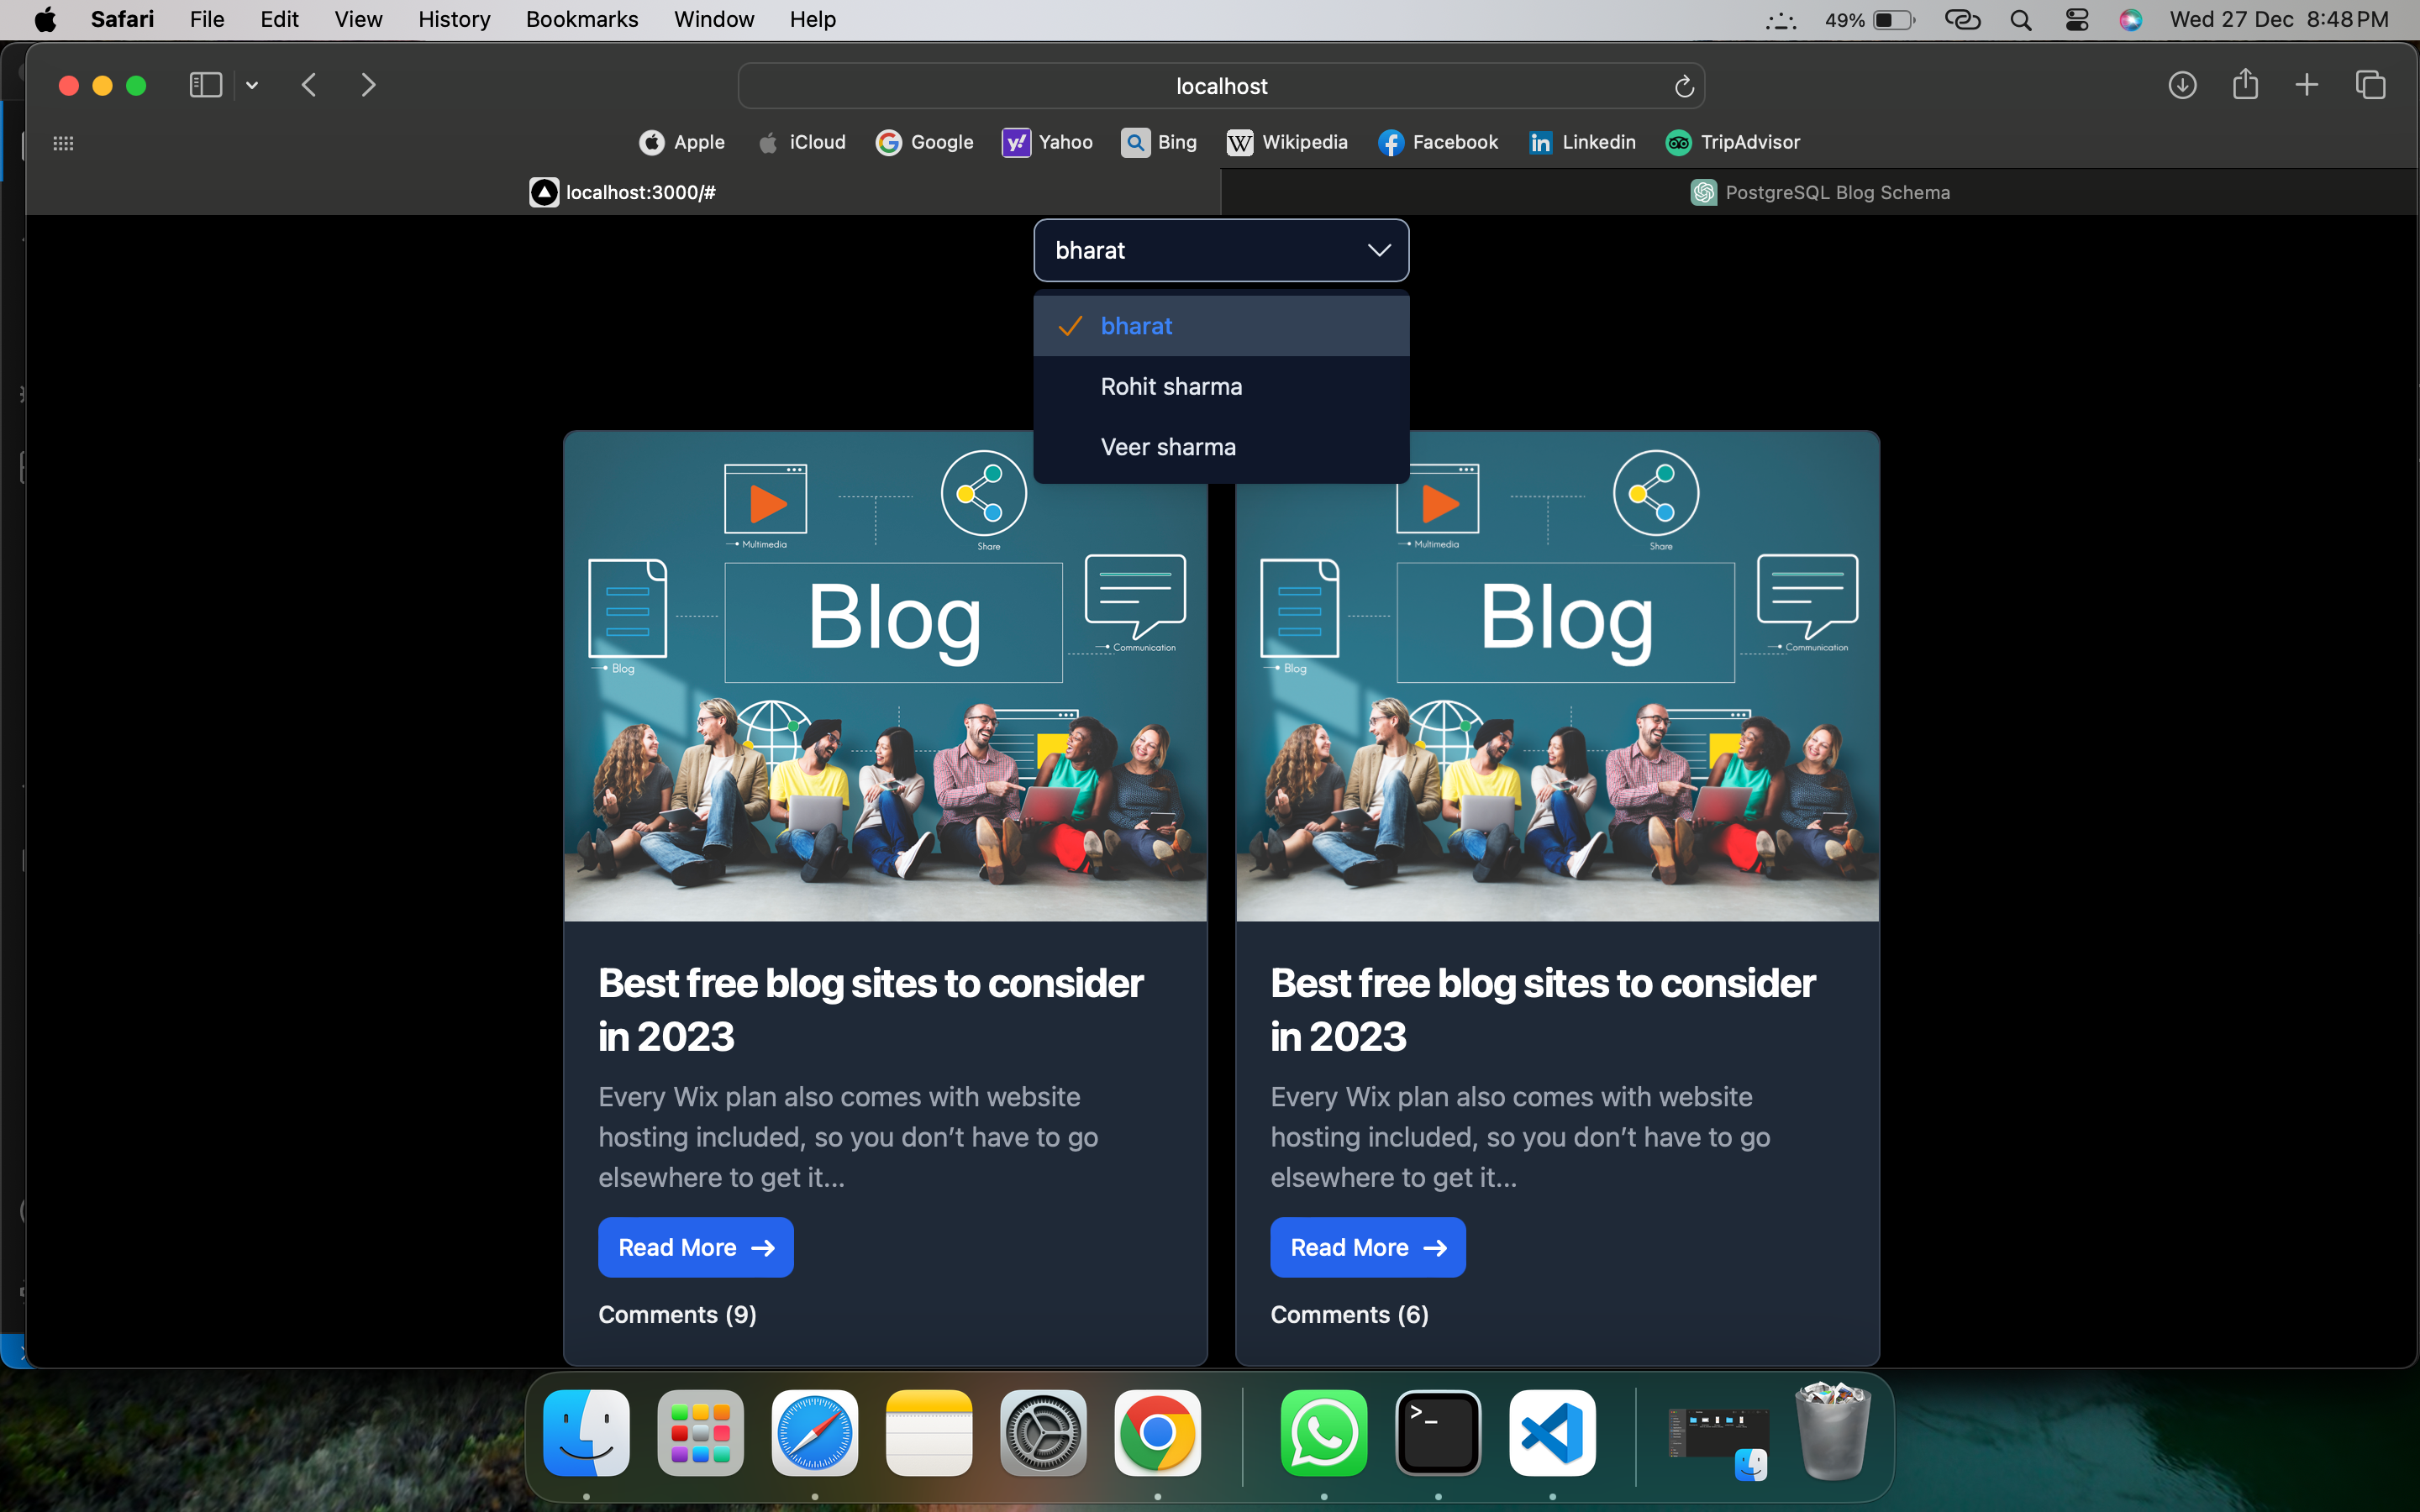 Safari File Edit View History Bookmarks Window Help 49% Wed 27 Dec 8:48 PM
localhost
Apple iCloud Google Yahoo Bing Wikipedia Facebook Linkedin TripAdvisor
localhost:3000/# PostgreSQL Blog Schema
bharat
bharat
Rohit sharma
Veer sharma
Multimedia
Share
Blog
Blog
Communication
Best free blog sites to consider
in 2023
Every Wix plan also comes with website
hosting included, so you don’t have to go
elsewhere to get it...
Read More
Comments (9)
Multimedia
Share
Blog
Blog
Communication
Best free blog sites to consider
in 2023
Every Wix plan also comes with website
hosting included, so you don’t have to go
elsewhere to get it...
Read More
Comments (6)